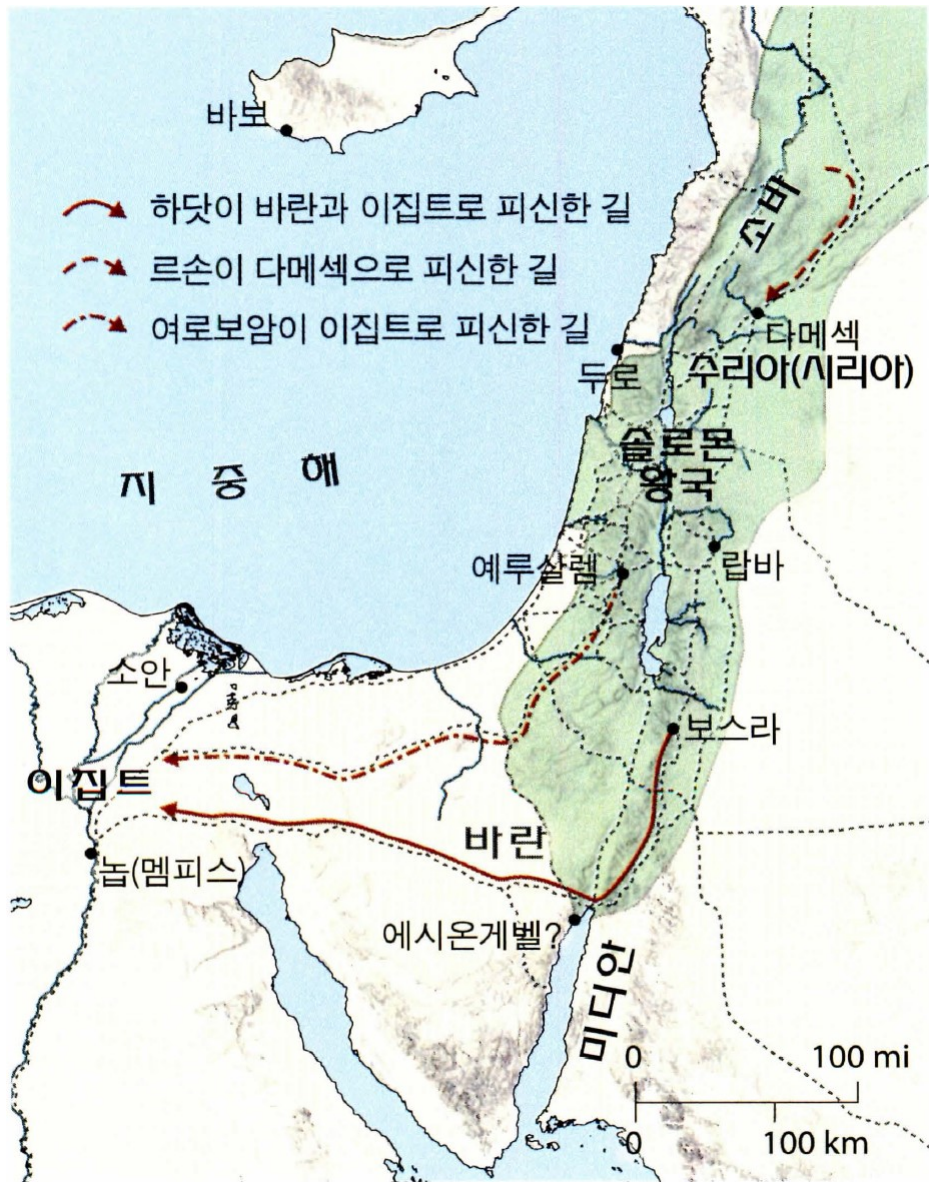 바보
하닷이 바란과 이집트로 피신한 길
르손이 다메섹으로 피신한 길
여로보암이 이집트로 피신한 길
소바
다메섹
수리아(시리아)
두로
솔로몬
왕국
지중해
예루살렘
랍바
소안
보스라
이집트
바란
놉(멤피스)
에시온게벨?
미디안
0 100 mi
0 100 km